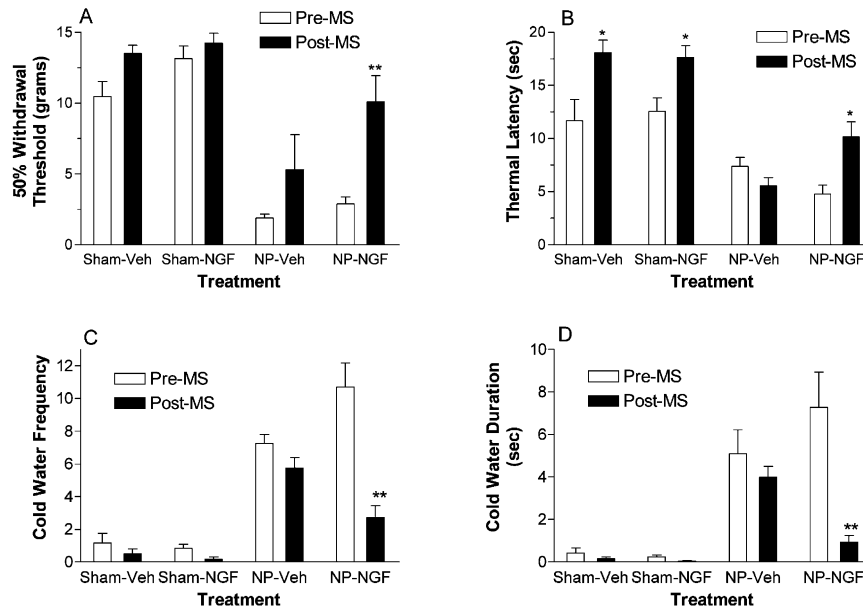 A
Pre-MS
Post-MS
50% Withdrawal
Threshold (grams)
15
10
5
0
**
Sham-Veh Sham-NGF NP-Veh NP-NGF
Treatment
B
Pre-MS
Post-MS
Thermal Latency (sec)
20
15
10
5
0
* * *
Sham-Veh Sham-NGF NP-Veh NP-NGF
Treatment
C
Pre-MS
Post-MS
Cold Water Frequency
12
10
8
6
4
2
0
**
Sham-Veh Sham-NGF NP-Veh NP-NGF
Treatment
D
Pre-MS
Post-MS
Cold Water Duration
(sec)
10
8
6
4
2
0
**
Sham-Veh Sham-NGF NP-Veh NP-NGF
Treatment